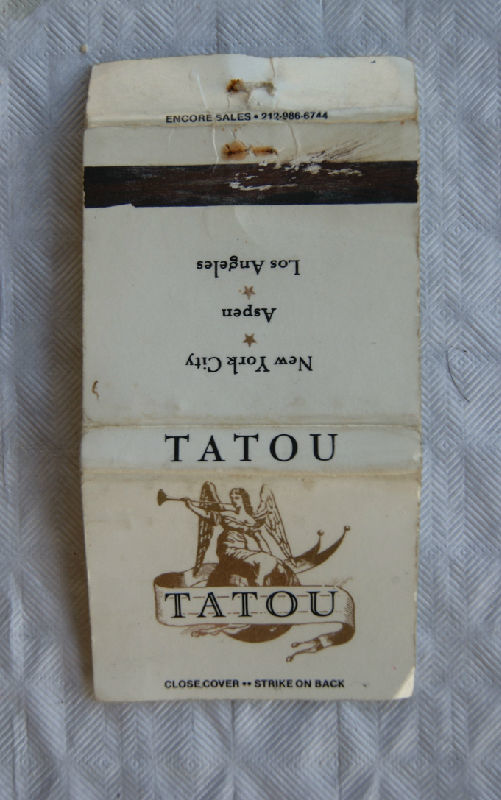 ENCORE SALES • 212-986-6744
New York City
Aspen
Los Angeles
TATOU
TATOU
CLOSE COVER •• STRIKE ON BACK